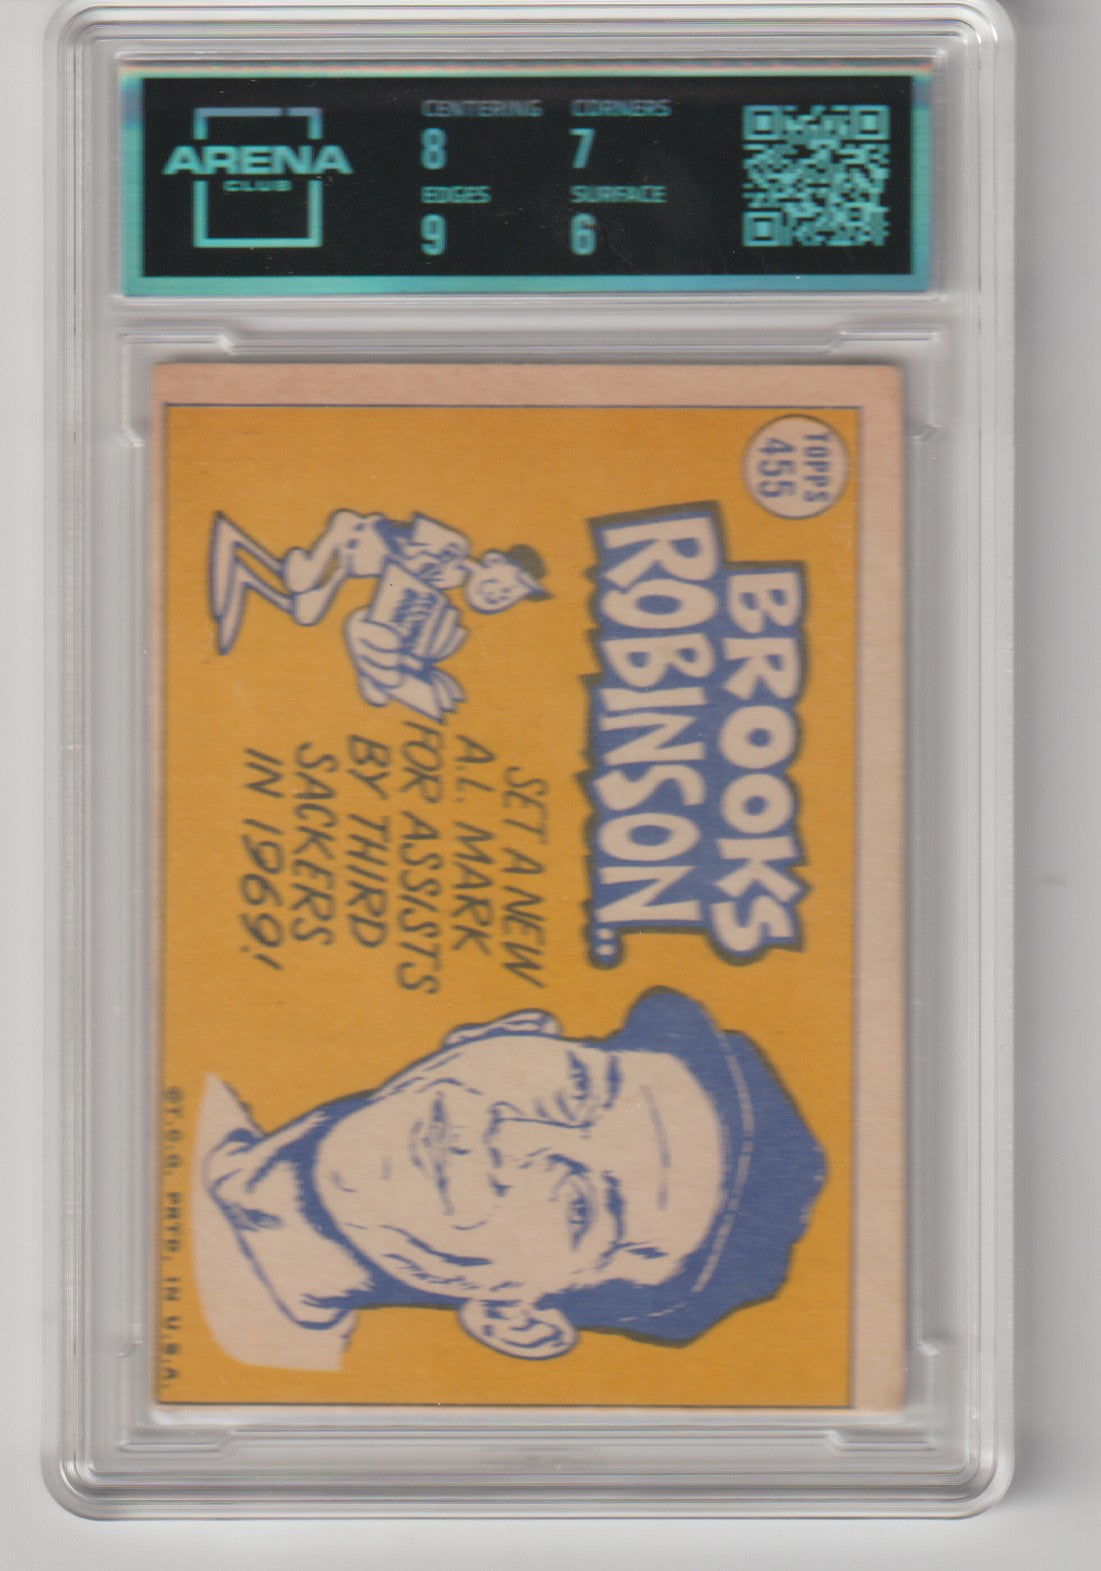 ARENA
CLUB
CENTERING
8
CORNERS
7
EDGES
9
SURFACE
6
TOPPS
455
BROOKS
ROBINSON..
SET A NEW
A.L. MARK
FOR ASSISTS
BY THIRD
SACKERS
IN 1969!
©T.C.G. PRTD. IN U.S.A.